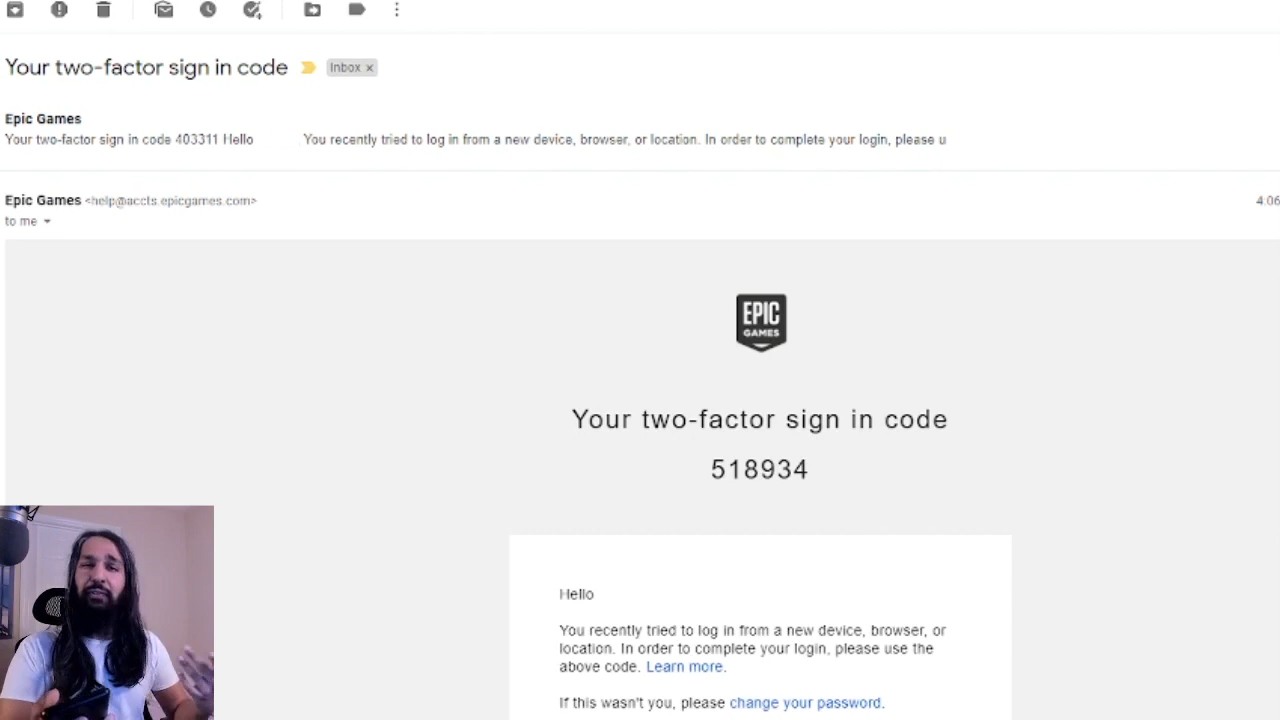 Your two-factor sign in code Inbox ×
Epic Games
Your two-factor sign in code 403311 Hello You recently tried to log in from a new device, browser, or location. In order to complete your login, please u
Epic Games <help@accts.epicgames.com> 4:06
to me
EPIC
GAMES
Your two-factor sign in code
518934
Hello
You recently tried to log in from a new device, browser, or
location. In order to complete your login, please use the
above code. Learn more.
If this wasn't you, please change your password.